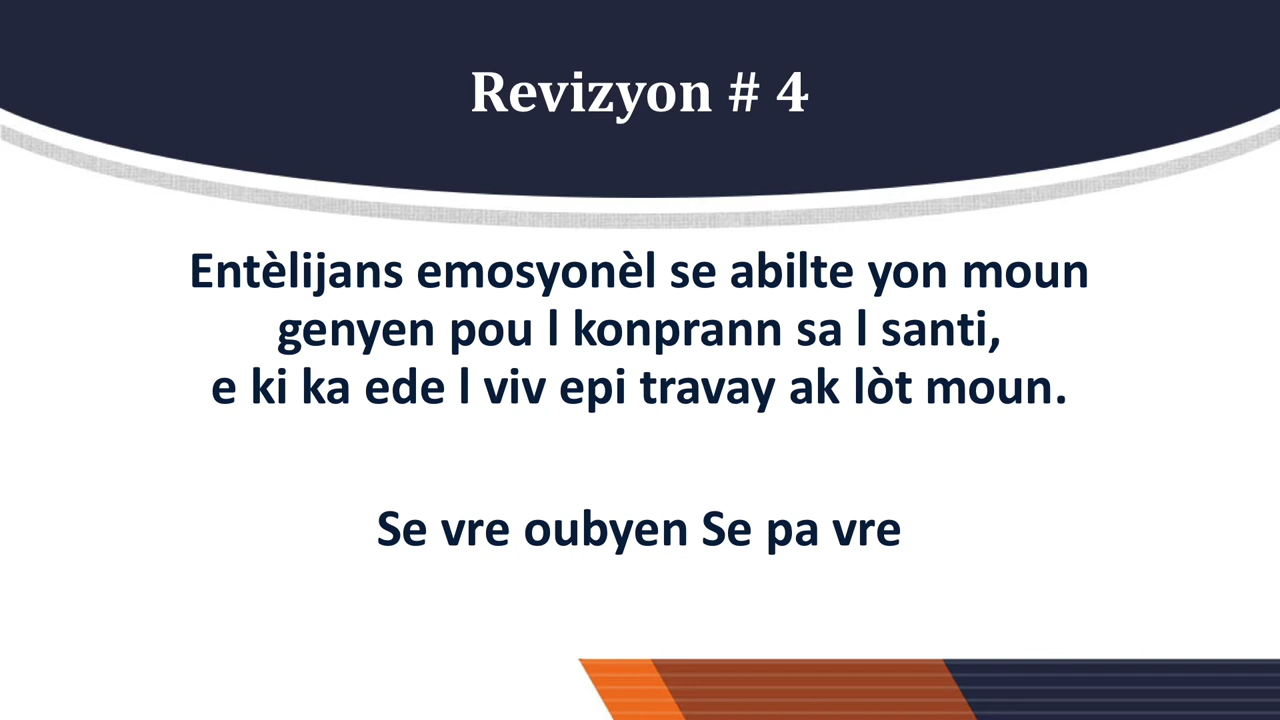 Revizyon # 4
Entèlijans emosyonèl se abilte yon moun
genyen pou l konprann sa l santi,
e ki ka ede l viv epi travay ak lòt moun.
Se vre oubyen Se pa vre